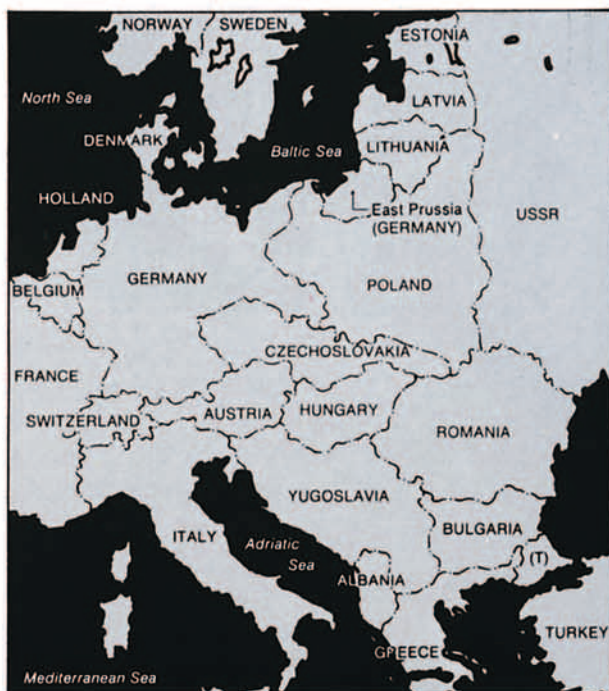 NORWAY
SWEDEN
ESTONIA
North Sea
LATVIA
DENMARK
Baltic Sea
LITHUANIA
HOLLAND
East Prussia
(GERMANY)
USSR
GERMANY
BELGIUM
POLAND
CZECHOSLOVAKIA
FRANCE
SWITZERLAND
AUSTRIA
HUNGARY
ROMANIA
YUGOSLAVIA
ITALY
Adriatic
Sea
BULGARIA
(T)
ALBANIA
TURKEY
GREECE
Mediterranean Sea